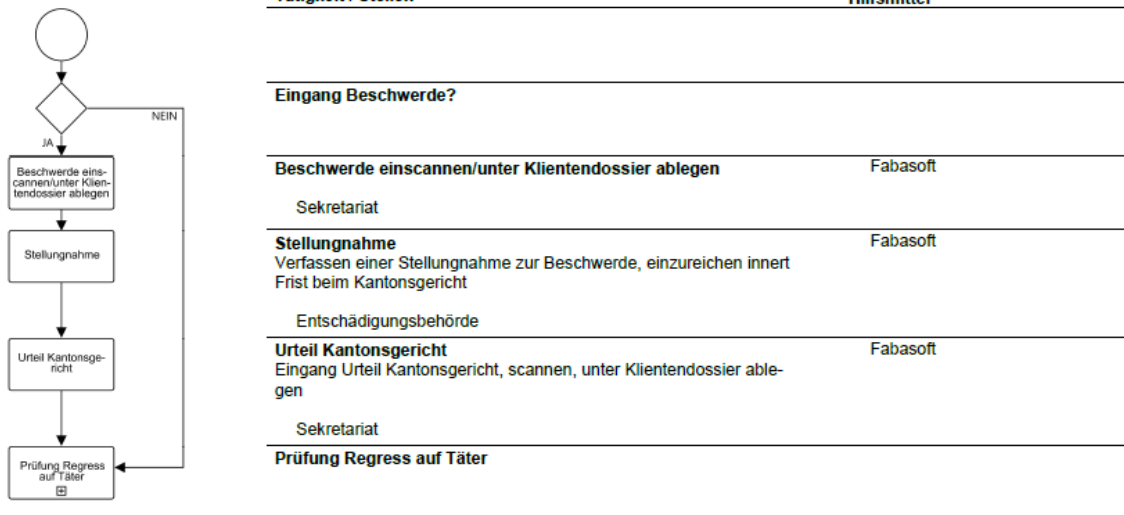 Tätigkeit / Stellen Hilfsmittel
NEIN
JA
Beschwerde eins-
cannen/unter Klien-
tendossier ablegen
Stellungnahme
Urteil Kantonsge-
richt
Prüfung Regress
auf Täter
Eingang Beschwerde?
Beschwerde einscannen/unter Klientendossier ablegen Fabasoft
Sekretariat
Stellungnahme Fabasoft
Verfassen einer Stellungnahme zur Beschwerde, einzureichen innert
Frist beim Kantonsgericht
Entschädigungsbehörde
Urteil Kantonsgericht Fabasoft
Eingang Urteil Kantonsgericht, scannen, unter Klientendossier able-
gen
Sekretariat
Prüfung Regress auf Täter